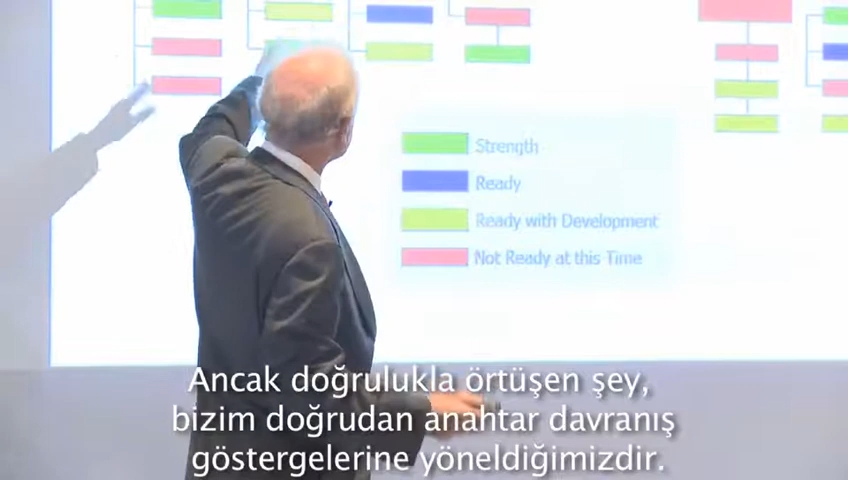 Strength
Ready
Ready with Development
Not Ready at this Time
Ancak doğrulukla örtüşen şey,
bizim doğrudan anahtar davranış
göstergelerine yöneldiğimizdir.